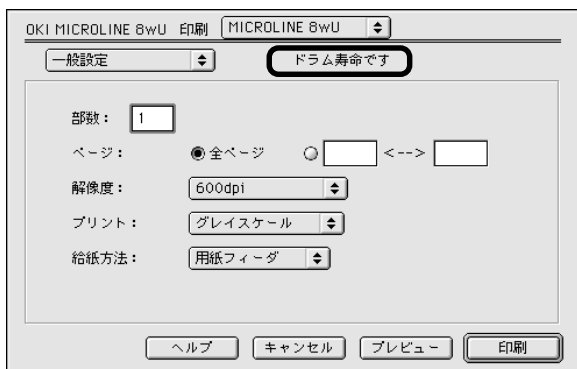 OKI MICROLINE 8wU 印刷 MICROLINE 8wU
一般設定 ドラム寿命です
部数： 1
ページ： 全ページ <-->
解像度： 600dpi
プリント： グレイスケール
給紙方法： 用紙フィーダ
ヘルプ キャンセル プレビュー 印刷